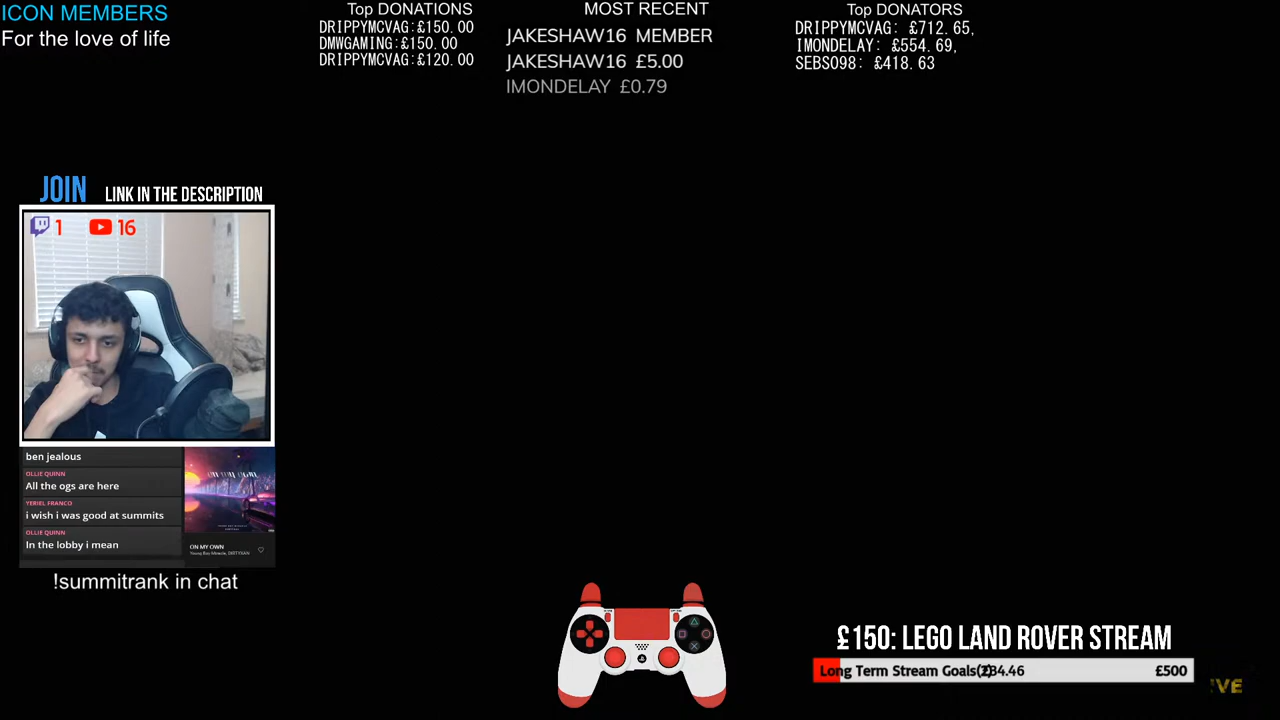 ICON MEMBERS
For the love of life
Top DONATIONS
DRIPPYMCVAG:£150.00
DMWGAMING:£150.00
DRIPPYMCVAG:£120.00
MOST RECENT
JAKESHAW16 MEMBER
JAKESHAW16 £5.00
IMONDELAY £0.79
Top DONATORS
DRIPPYMCVAG: £712.65,
IMONDELAY: £554.69,
SEBSO98: £418.63
JOIN LINK IN THE DESCRIPTION
1 16
ben jealous
OLLIE QUINN
All the ogs are here
YERIEL FRANCO
i wish i was good at summits
OLLIE QUINN
In the lobby i mean
ON MY OWN
!summitrank in chat
£150: LEGO LAND ROVER STREAM
Long Term Stream Goals 34.46 £500